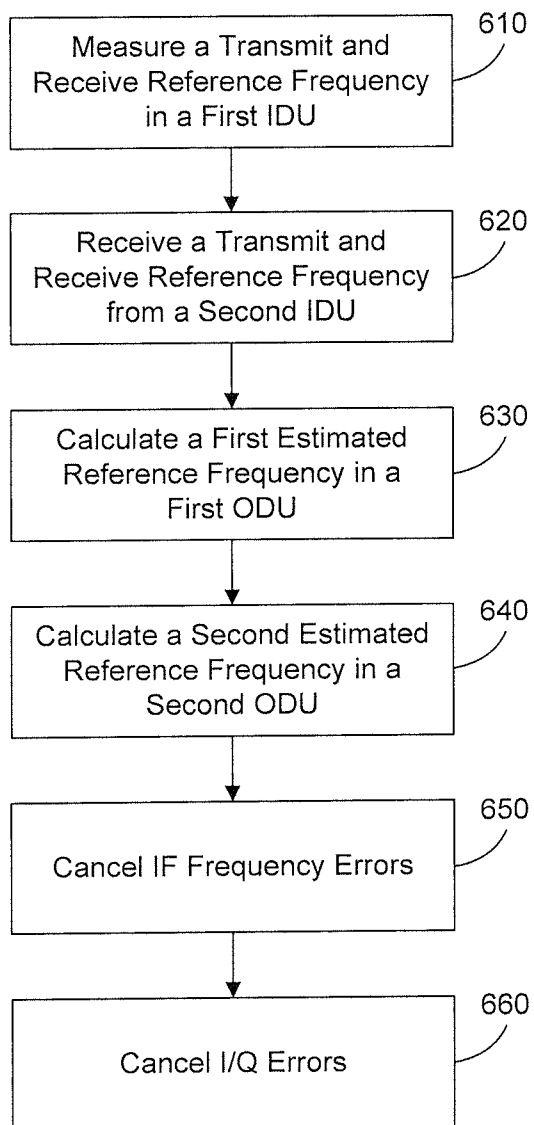 610
Measure a Transmit and
Receive Reference Frequency
in a First IDU
620
Receive a Transmit and
Receive Reference Frequency
from a Second IDU
630
Calculate a First Estimated
Reference Frequency in a
First ODU
640
Calculate a Second Estimated
Reference Frequency in a
Second ODU
650
Cancel IF Frequency Errors
660
Cancel I/Q Errors